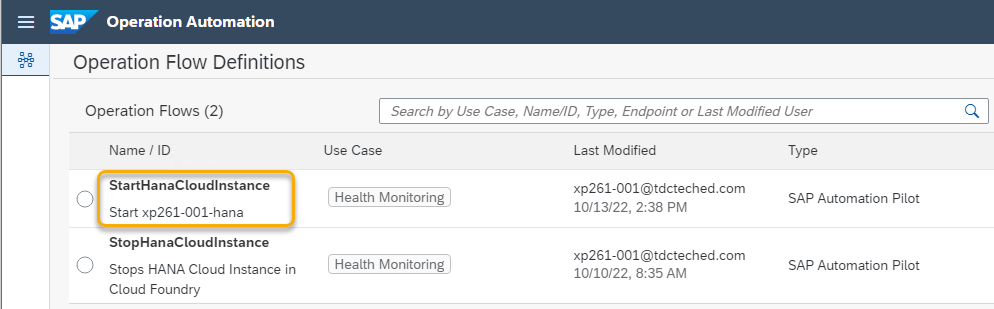 SAP Operation Automation
Operation Flow Definitions
Operation Flows (2)
Search by Use Case, Name/ID, Type, Endpoint or Last Modified User
Name / ID Use Case Last Modified Type
StartHanaCloudInstance
Start xp261-001-hana
Health Monitoring
xp261-001@tdcteched.com
10/13/22, 2:38 PM
SAP Automation Pilot
StopHanaCloudInstance
Stops HANA Cloud Instance in
Cloud Foundry
Health Monitoring
xp261-001@tdcteched.com
10/10/22, 8:35 AM
SAP Automation Pilot